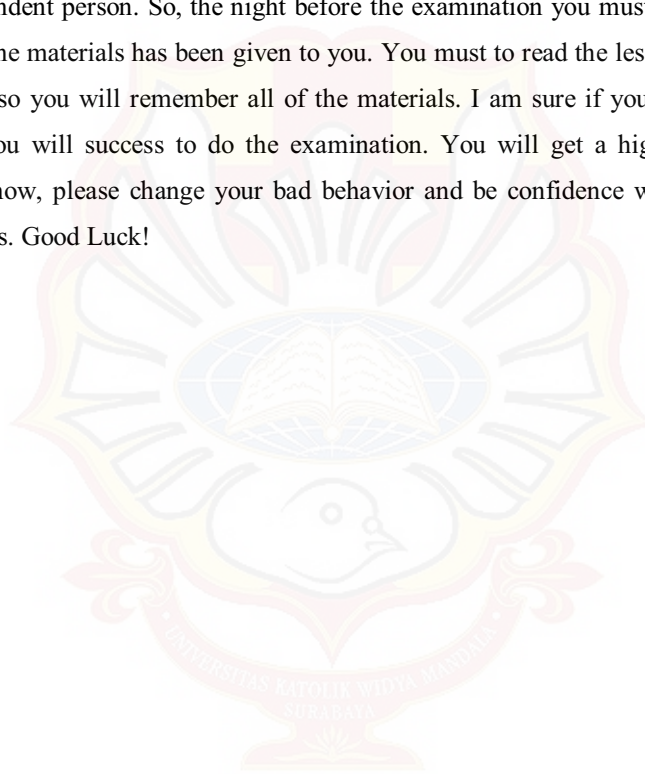 ndent person. So, the night before the examination you must
ne materials has been given to you. You must to read the les
so you will remember all of the materials. I am sure if you
ou will success to do the examination. You will get a hig
now, please change your bad behavior and be confidence w
s. Good Luck!
UNIVERSITAS KATOLIK WIDYA MANDALA
SURABAYA